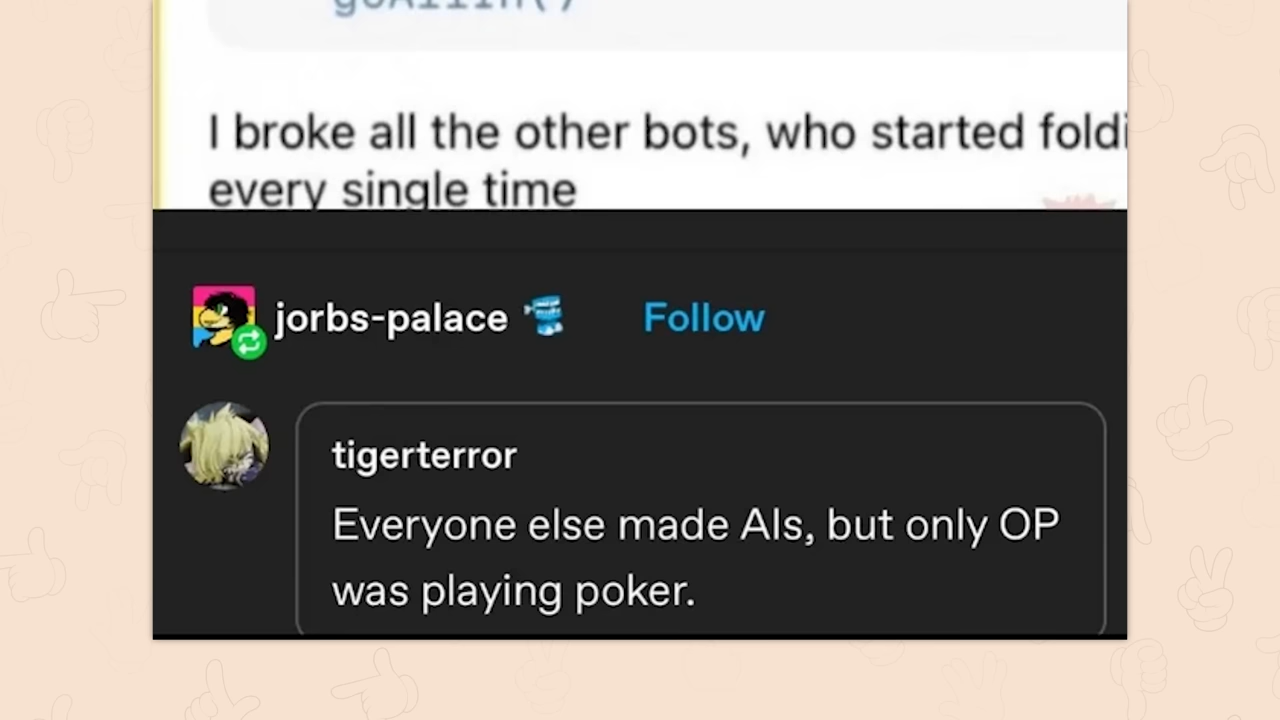 goAllIn()
I broke all the other bots, who started foldi
every single time
jorbs-palace Follow
tigerterror
Everyone else made AIs, but only OP
was playing poker.